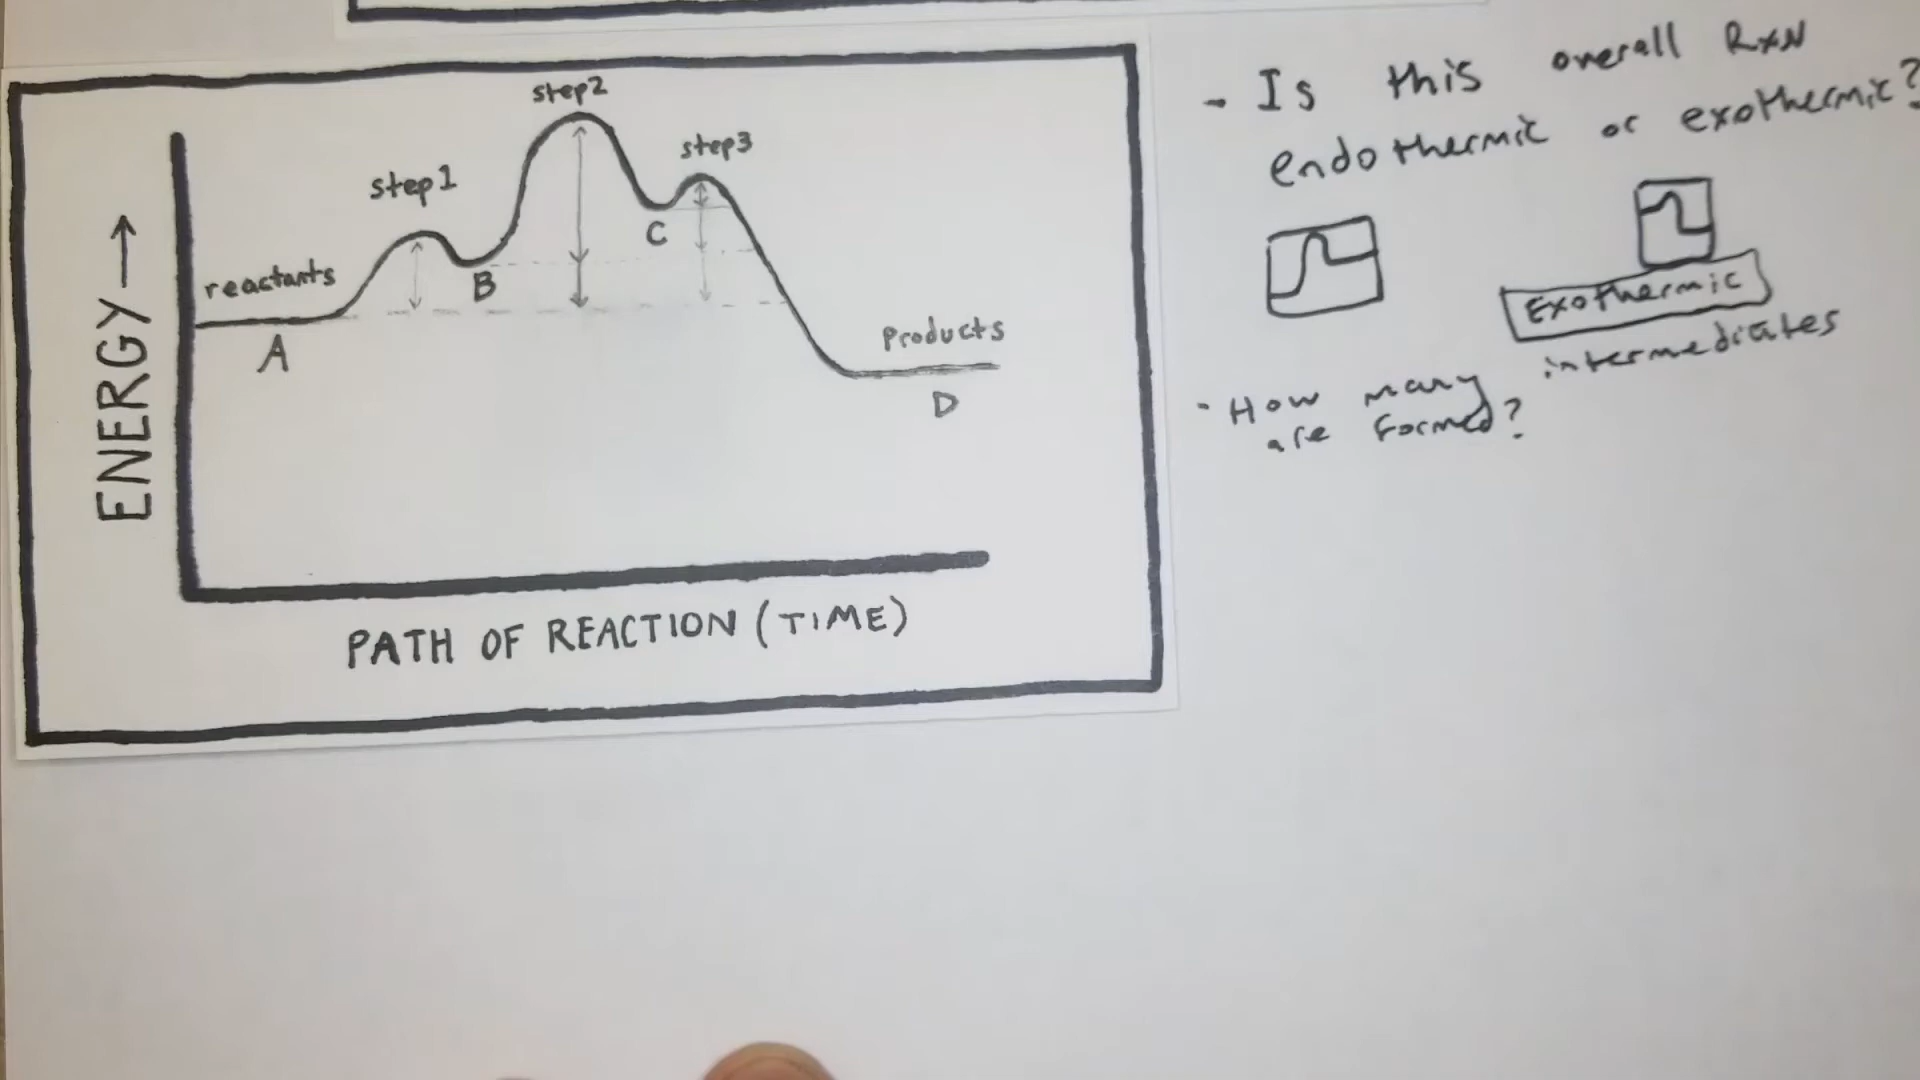 step2
step3
step1
reactants
B
C
A
Products
D
ENERGY →
PATH OF REACTION (TIME)
- Is this overall RxN
endothermic or exothermic?
Exothermic
- How many intermediates
are formed?